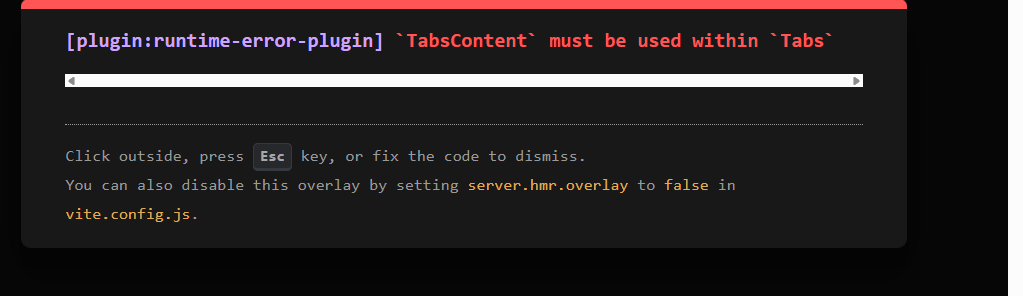 [plugin:runtime-error-plugin] `TabsContent` must be used within `Tabs`
Click outside, press Esc key, or fix the code to dismiss.
You can also disable this overlay by setting server.hmr.overlay to false in
vite.config.js.